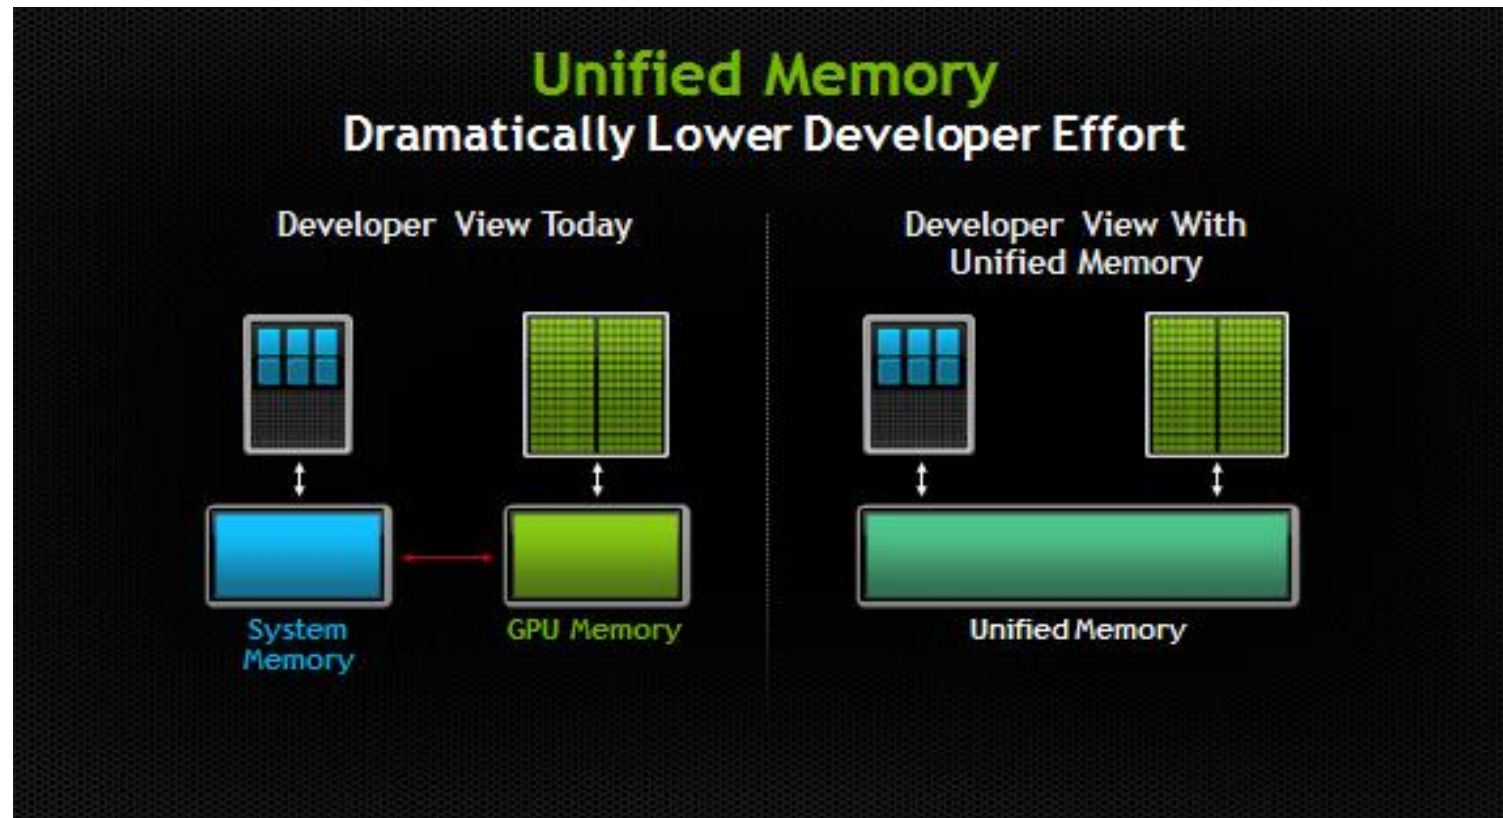 Unified Memory
Dramatically Lower Developer Effort
Developer View Today
System
Memory
GPU Memory
Developer View With
Unified Memory
Unified Memory